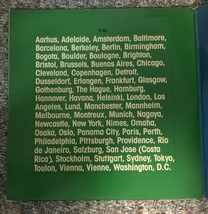 Aarhus, Adelaide, Amsterdam, Baltimore,
Barcelona, Berkeley, Berlin, Birmingham,
Bogota, Boulder, Boulogne, Brighton,
Bristol, Brussels, Buenos Aires, Chicago,
Cleveland, Copenhagen, Detroit,
Dusseldorf, Erlangen, Frankfurt, Glasgow,
Gothenburg, The Hague, Hamburg,
Hannover, Havana, Helsinki, London, Los
Angeles, Lund, Manchester, Mannheim,
Melbourne, Montreux, Munich, Nagoya,
Newcastle, New York, Nimes, Omaha,
Osaka, Oslo, Panama City, Paris, Perth,
Philadelphia, Pittsburgh, Providence, Rio
de Janeiro, Salzburg, San Jose (Costa
Rica), Stockholm, Stuttgart, Sydney, Tokyo,
Toulon, Vienna, Vienne, Washington, D.C.